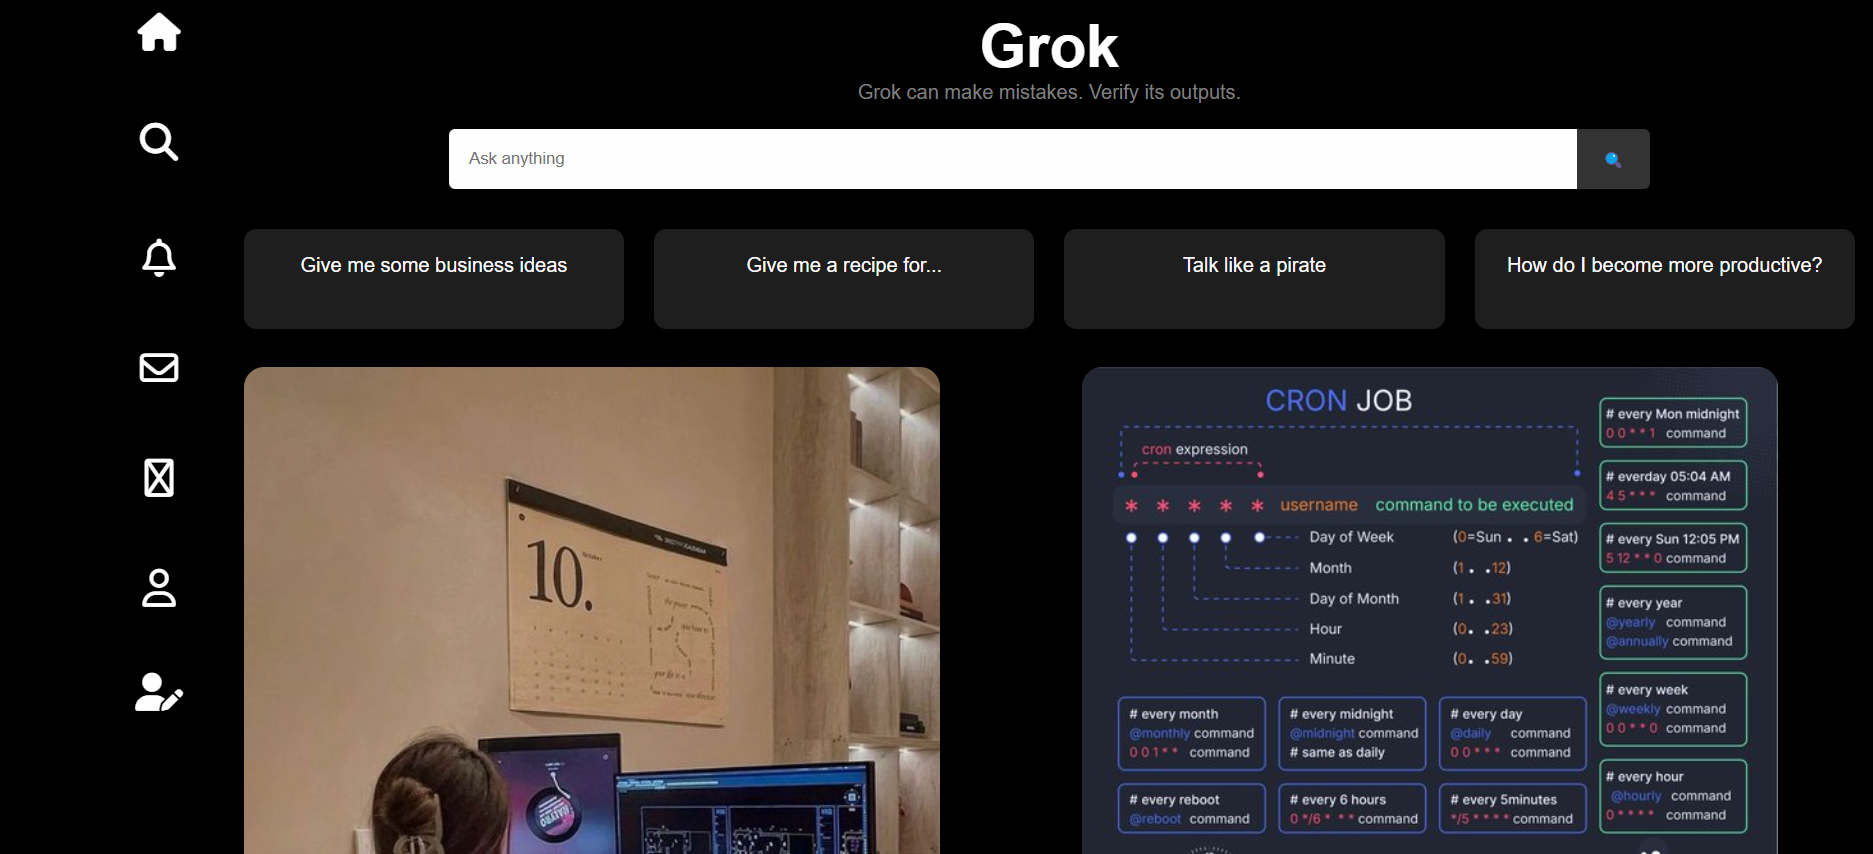 Grok
Grok can make mistakes. Verify its outputs.
Ask anything
Give me some business ideas
Give me a recipe for...
Talk like a pirate
How do I become more productive?
10.
October
CRON JOB
cron expression
* * * * * username command to be executed
Day of Week (0=Sun . . 6=Sat)
Month (1 . . 12)
Day of Month (1 . . 31)
Hour (0 . . 23)
Minute (0 . . 59)
# every month
@monthly command
0 0 1 * * command
# every midnight
@midnight command
# same as daily
# every day
@daily command
0 0 * * * command
# every reboot
@reboot command
# every 6 hours
0 */6 * * * command
# every 5minutes
*/5 * * * * command
# every Mon midnight
0 0 * * 1 command
# everday 05:04 AM
4 5 * * * command
# every Sun 12:05 PM
5 12 * * 0 command
# every year
@yearly command
@annually command
# every week
@weekly command
0 0 * * 0 command
# every hour
@hourly command
0 * * * * command